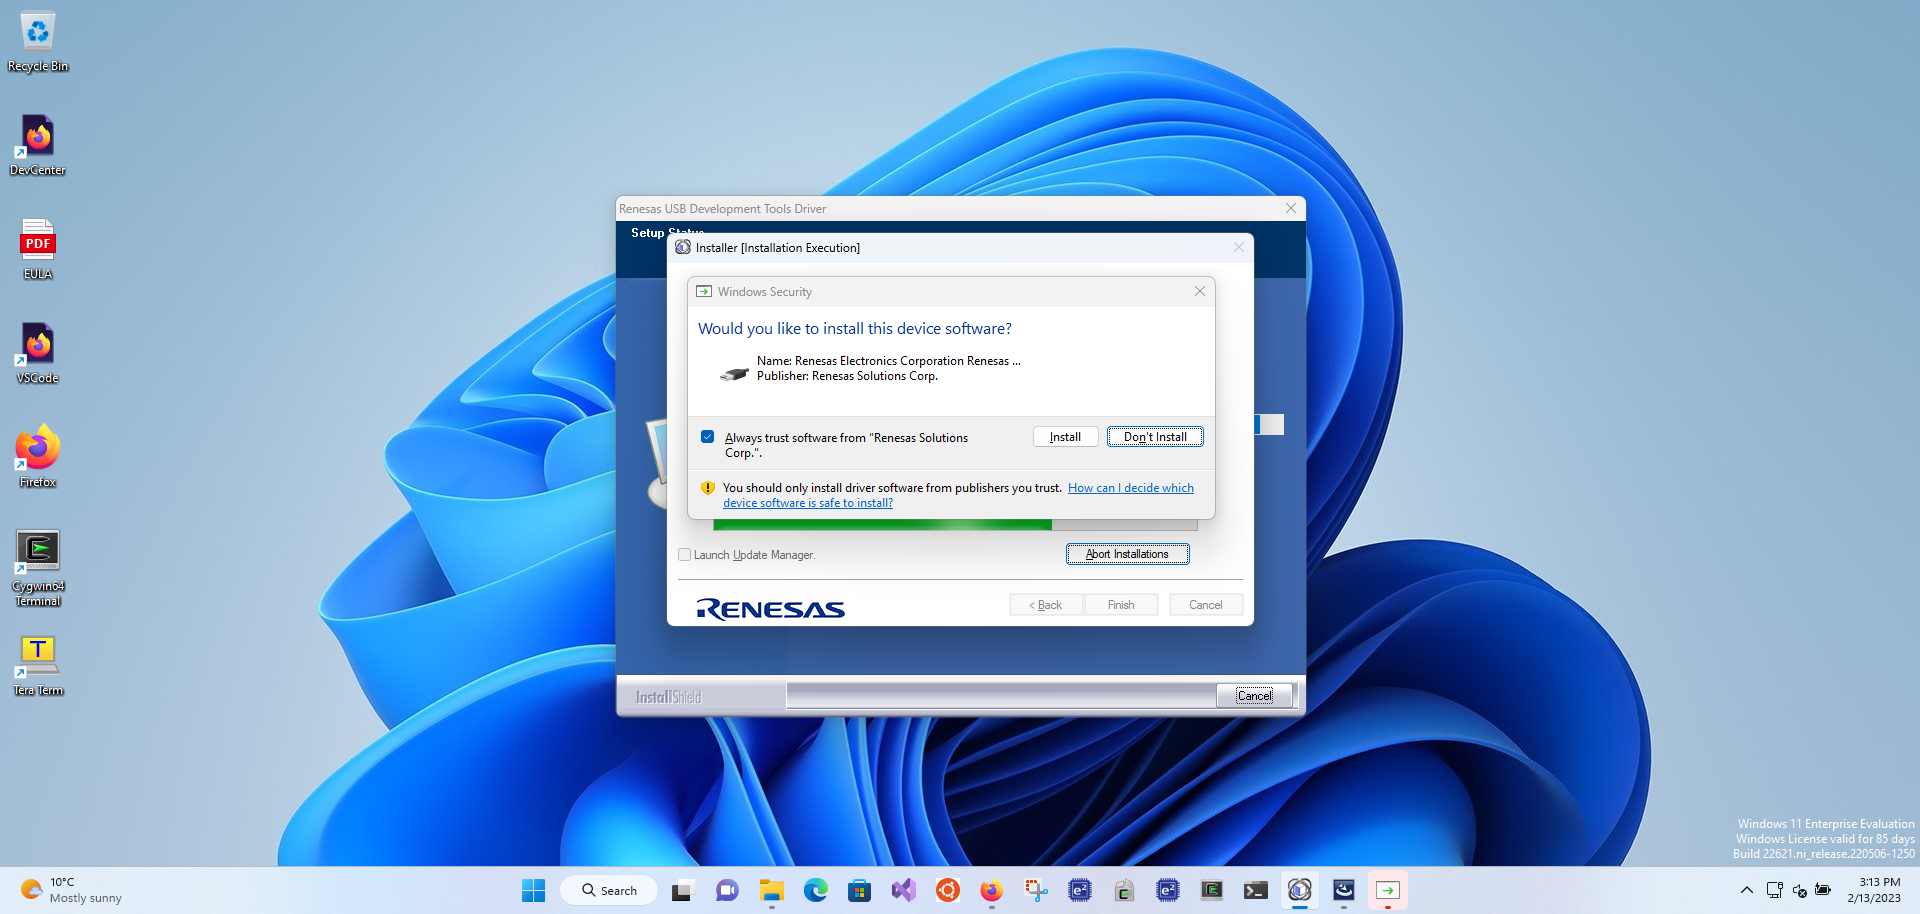 Recycle Bin
DevCenter
PDF
EULA
VSCode
Firefox
Cygwin64
Terminal
T
Tera Term
Renesas USB Development Tools Driver
Setup Status
Installer [Installation Execution]
Windows Security
Would you like to install this device software?
Name: Renesas Electronics Corporation Renesas ...
Publisher: Renesas Solutions Corp.
Always trust software from "Renesas Solutions
Corp.".
Install
Don't Install
You should only install driver software from publishers you trust. How can I decide which
device software is safe to install?
Launch Update Manager.
Abort Installations
RENESAS
< Back
Finish
Cancel
InstallShield
Cancel
Windows 11 Enterprise Evaluation
Windows License valid for 85 days
Build 22621.ni_release.220506-1250
10°C
Mostly sunny
Search
e²
e²
3:13 PM
2/13/2023